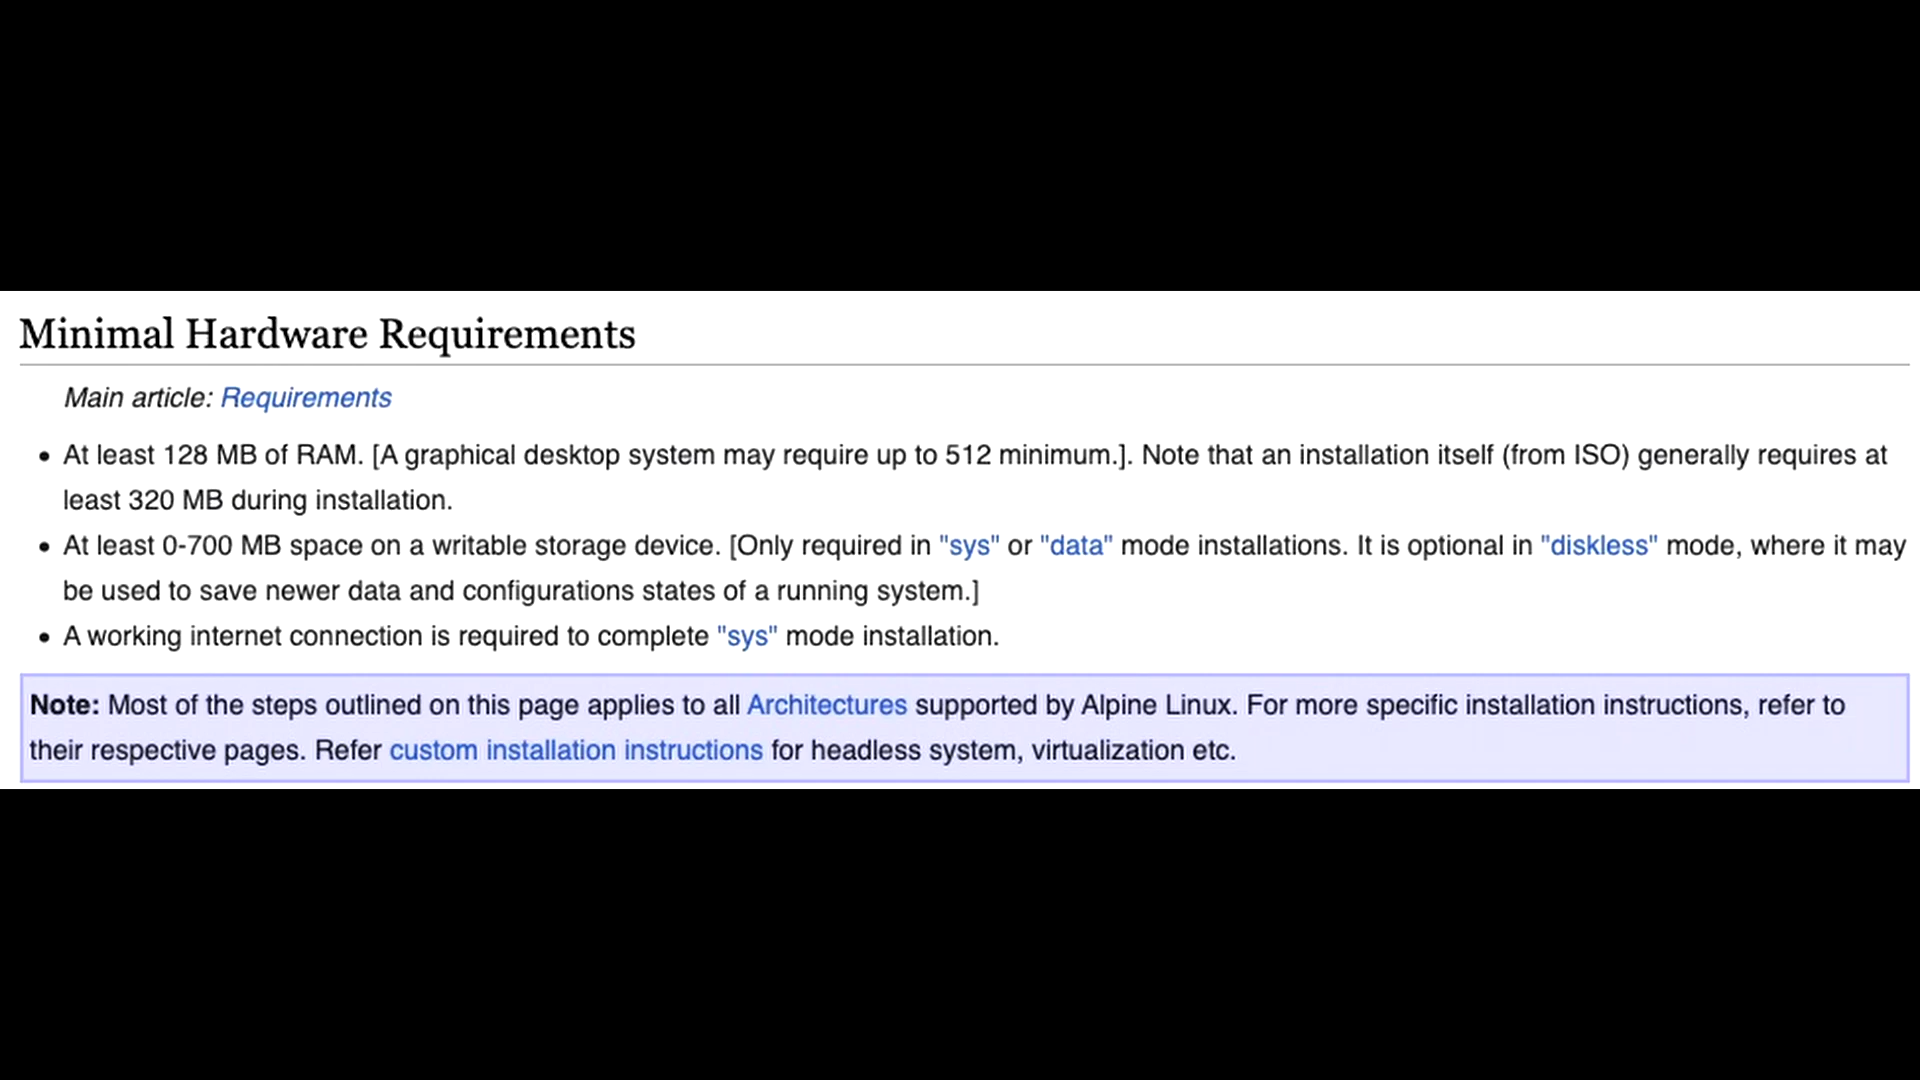 Minimal Hardware Requirements
Main article: Requirements
• At least 128 MB of RAM. [A graphical desktop system may require up to 512 minimum.]. Note that an installation itself (from ISO) generally requires at
least 320 MB during installation.
• At least 0-700 MB space on a writable storage device. [Only required in "sys" or "data" mode installations. It is optional in "diskless" mode, where it may
be used to save newer data and configurations states of a running system.]
• A working internet connection is required to complete "sys" mode installation.
Note: Most of the steps outlined on this page applies to all Architectures supported by Alpine Linux. For more specific installation instructions, refer to
their respective pages. Refer custom installation instructions for headless system, virtualization etc.